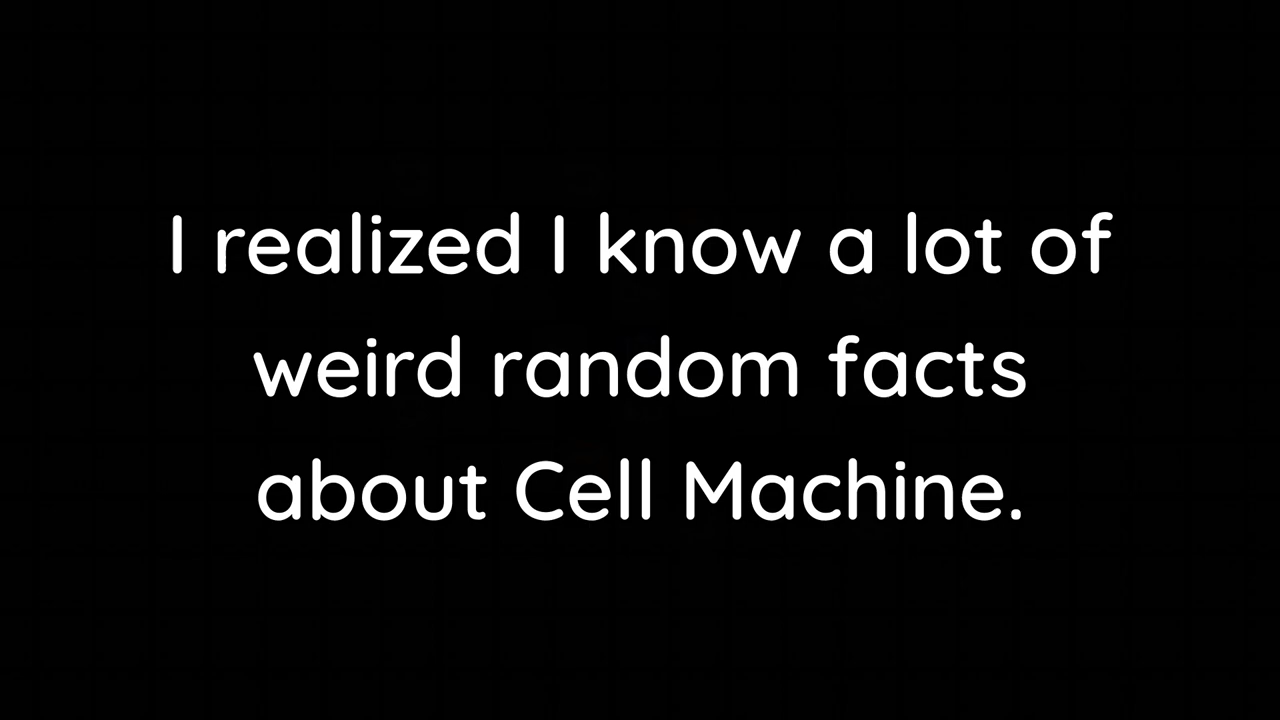 I realized I know a lot of
weird random facts
about Cell Machine.